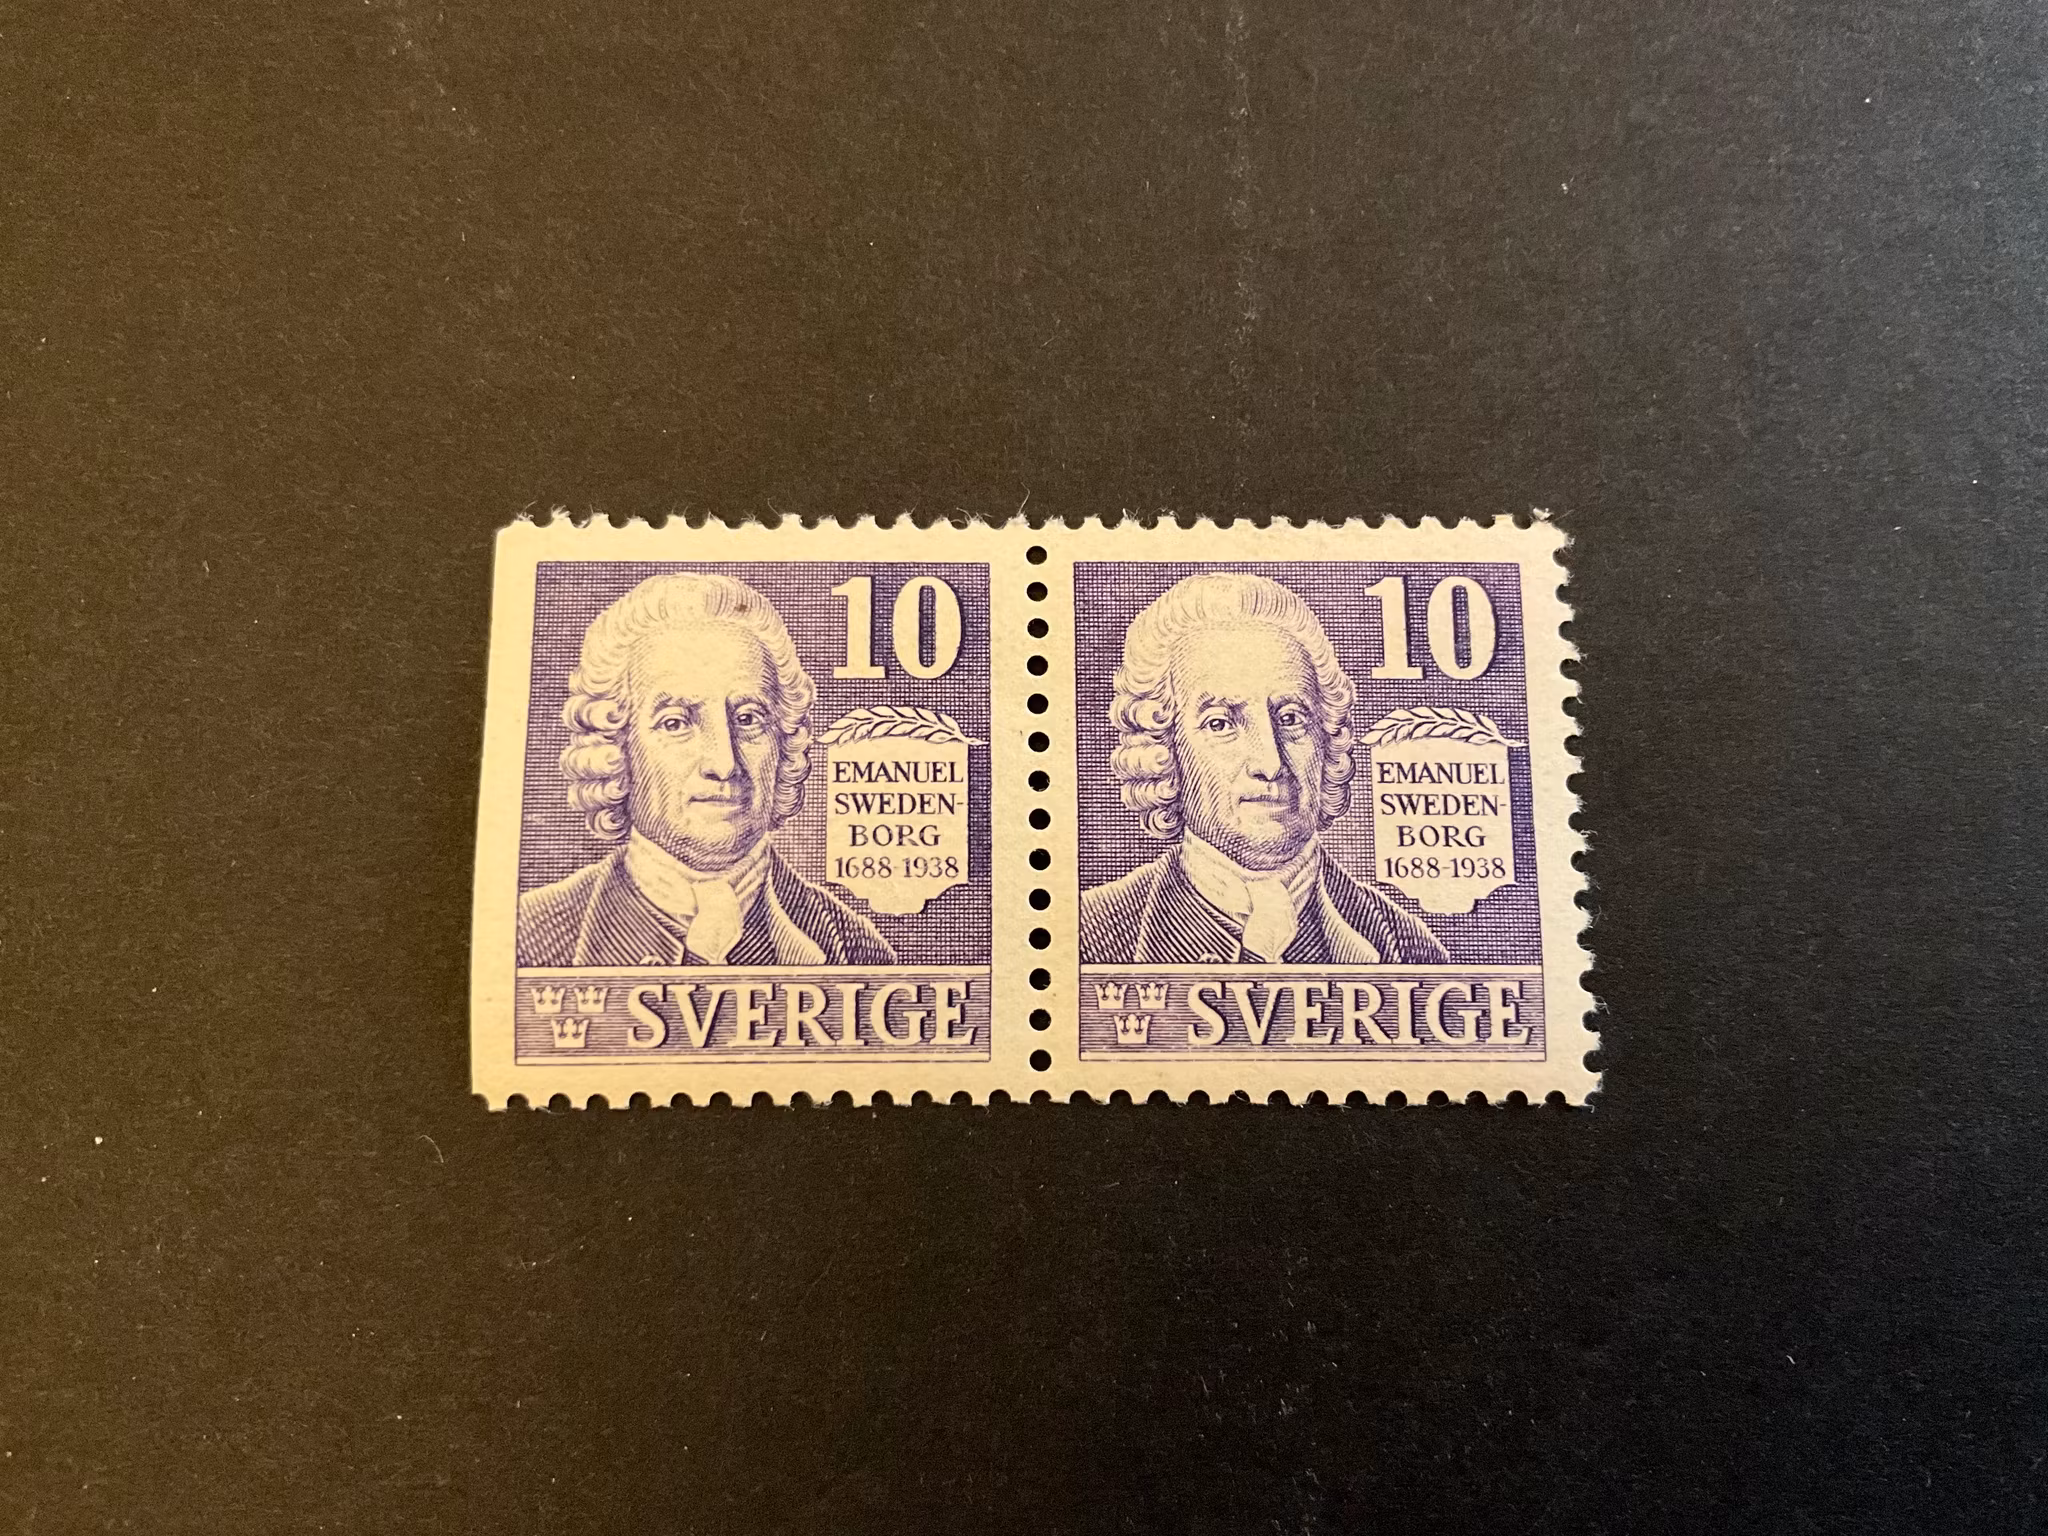 10
EMANUEL
SWEDEN-
BORG
1688-1938
SVERIGE
10
EMANUEL
SWEDEN-
BORG
1688-1938
SVERIGE